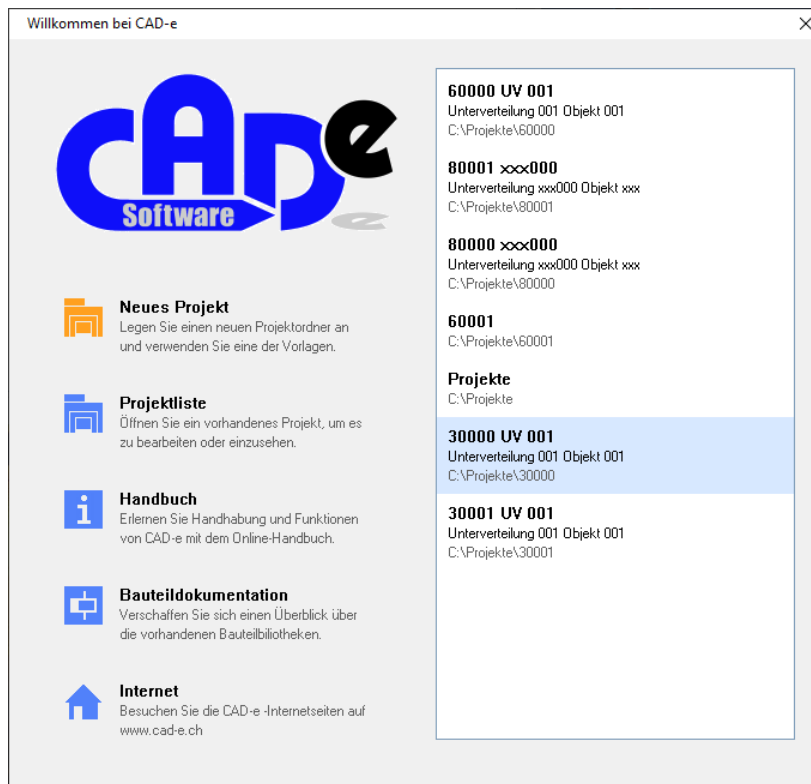 Willkommen bei CAD-e
CAD e
Software
e
Neues Projekt
Legen Sie einen neuen Projektordner an
und verwenden Sie eine der Vorlagen.
Projektliste
Öffnen Sie ein vorhandenes Projekt, um es
zu bearbeiten oder einzusehen.
Handbuch
Erlernen Sie Handhabung und Funktionen
von CAD-e mit dem Online-Handbuch.
Bauteildokumentation
Verschaffen Sie sich einen Überblick über
die vorhandenen Bauteilbiliotheken.
Internet
Besuchen Sie die CAD-e -Internetseiten auf
www.cad-e.ch
60000 UV 001
Unterverteilung 001 Objekt 001
C:\Projekte\60000
80001 xxx000
Unterverteilung xxx000 Objekt xxx
C:\Projekte\80001
80000 xxx000
Unterverteilung xxx000 Objekt xxx
C:\Projekte\80000
60001
C:\Projekte\60001
Projekte
C:\Projekte
30000 UV 001
Unterverteilung 001 Objekt 001
C:\Projekte\30000
30001 UV 001
Unterverteilung 001 Objekt 001
C:\Projekte\30001